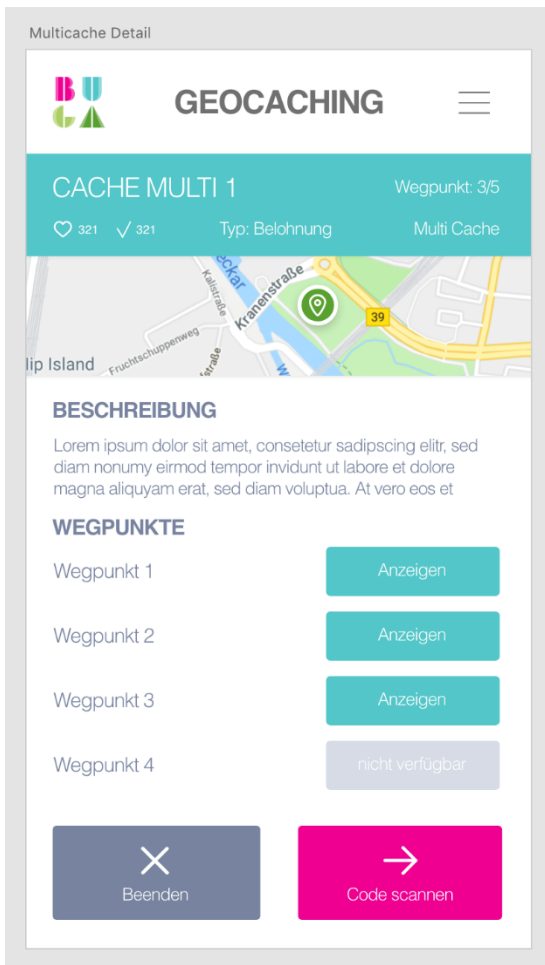 Multicache Detail
BU
GA
GEOCACHING
CACHE MULTI 1
Wegpunkt: 3/5
321
321
Typ: Belohnung
Multi Cache
Kalistraße
Kranenstraße
39
lip Island
Fruchtschuppenweg
BESCHREIBUNG
Lorem ipsum dolor sit amet, consetetur sadipscing elitr, sed
diam nonumy eirmod tempor invidunt ut labore et dolore
magna aliquyam erat, sed diam voluptua. At vero eos et
WEGPUNKTE
Wegpunkt 1
Anzeigen
Wegpunkt 2
Anzeigen
Wegpunkt 3
Anzeigen
Wegpunkt 4
nicht verfügbar
Beenden
Code scannen